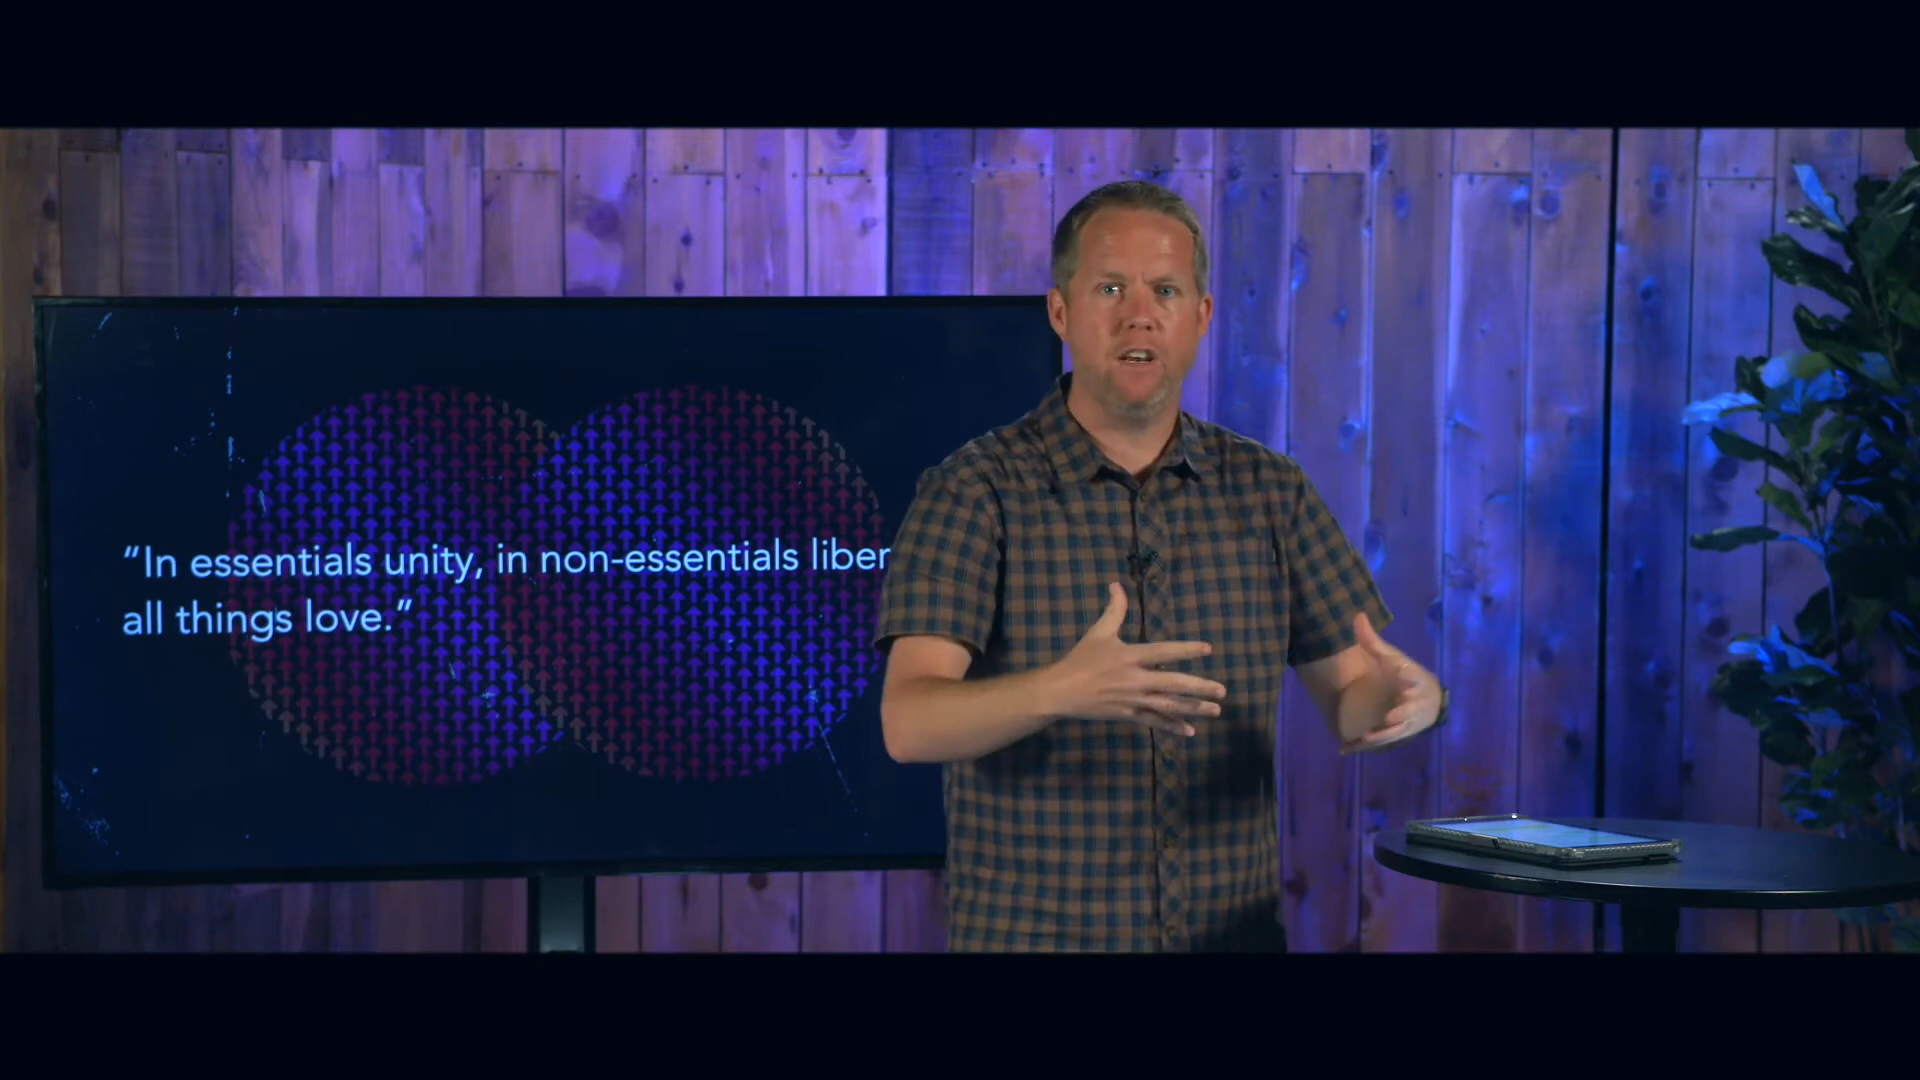 “In essentials unity, in non-essentials liber
all things love.”